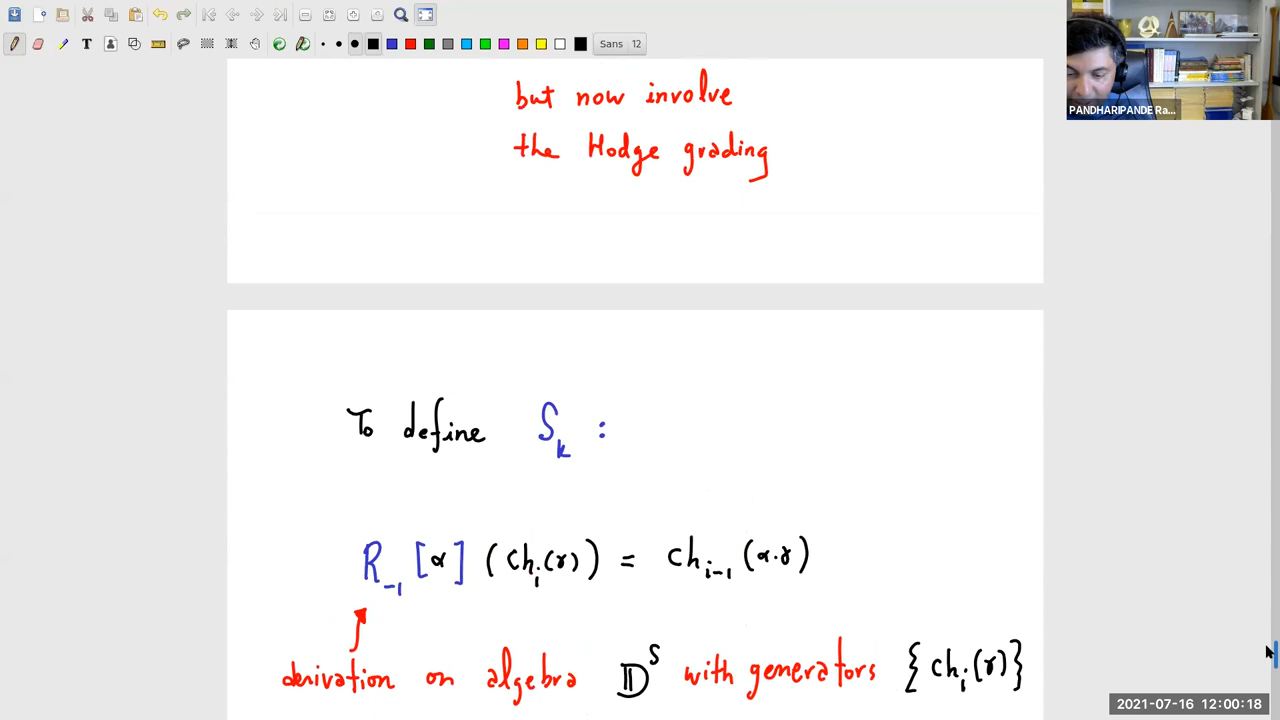 Sans 12
PANDHARIPANDE Ra...
but now involve
the Hodge grading
To define S_k :
R_{-1} [α] (ch_i(γ)) = ch_{i-1} (α·γ)
derivation on algebra 𝔻^S with generators {ch_i(γ)}
2021-07-16 12:00:18